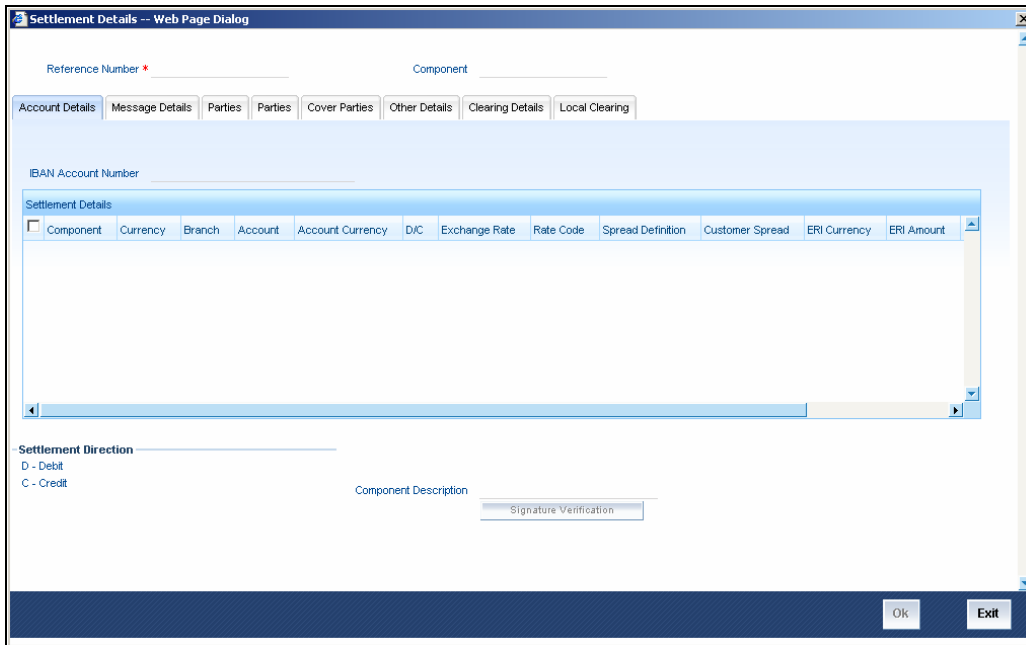 Settlement Details -- Web Page Dialog
Reference Number * Component
Account Details Message Details Parties Parties Cover Parties Other Details Clearing Details Local Clearing
IBAN Account Number
Settlement Details
Component Currency Branch Account Account Currency D/C Exchange Rate Rate Code Spread Definition Customer Spread ERI Currency ERI Amount
Settlement Direction
D - Debit
C - Credit
Component Description
Signature Verification
Ok Exit